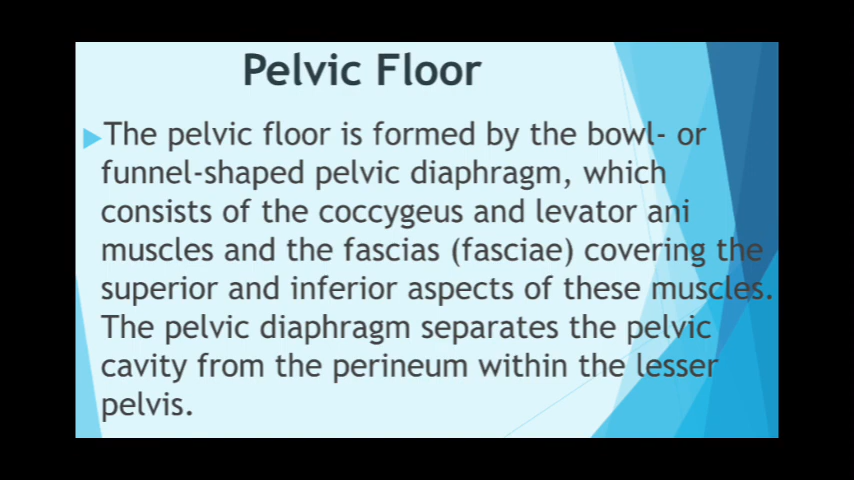 Pelvic Floor
The pelvic floor is formed by the bowl- or
funnel-shaped pelvic diaphragm, which
consists of the coccygeus and levator ani
muscles and the fascias (fasciae) covering the
superior and inferior aspects of these muscles.
The pelvic diaphragm separates the pelvic
cavity from the perineum within the lesser
pelvis.